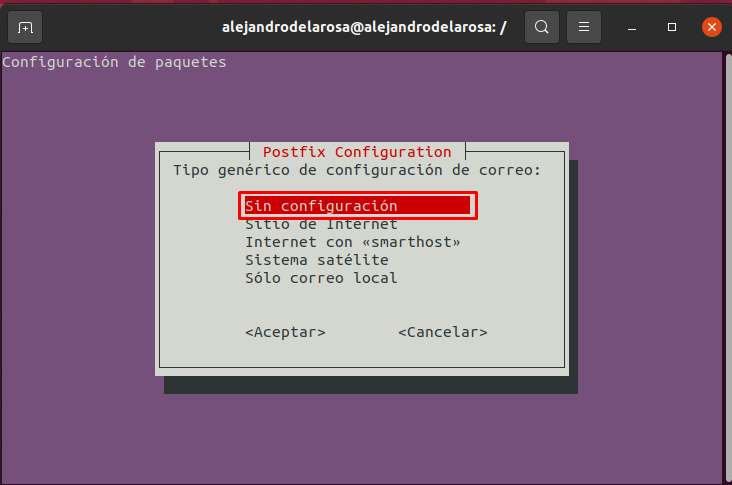 alejandrodelarosa@alejandrodelarosa: /
Configuración de paquetes
Postfix Configuration
Tipo genérico de configuración de correo:
Sin configuración
Sitio de Internet
Internet con «smarthost»
Sistema satélite
Sólo correo local
<Aceptar> <Cancelar>